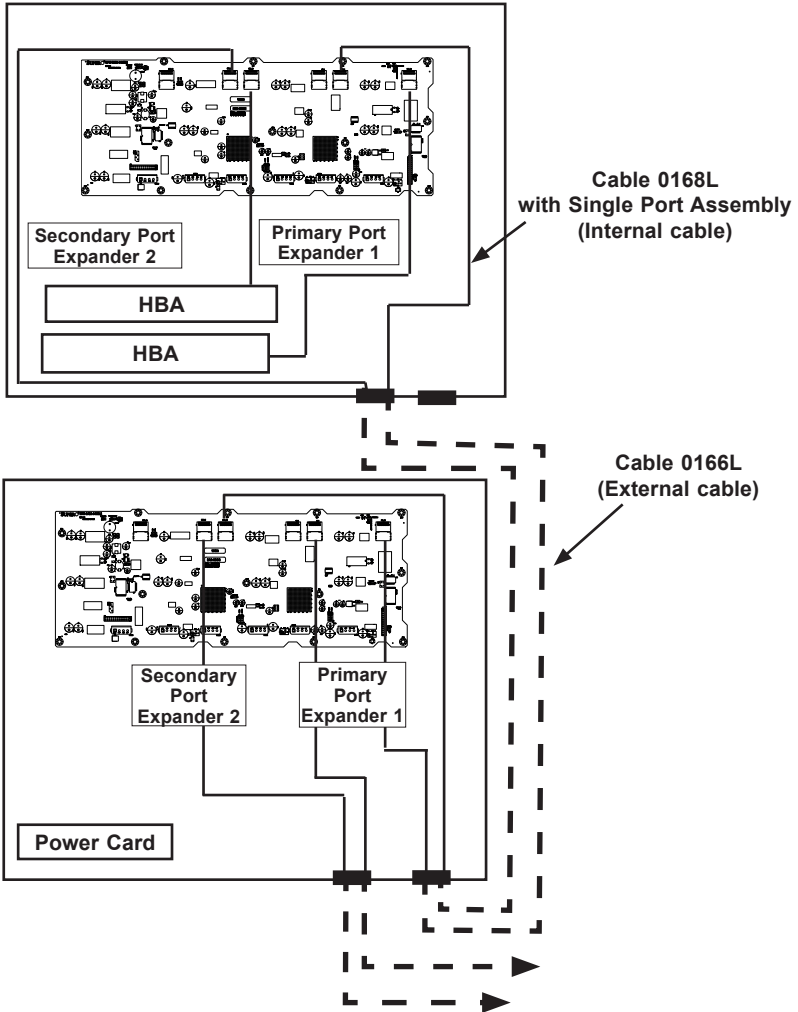 Cable 0168L
with Single Port Assembly
(Internal cable)
Secondary Port
Expander 2
Primary Port
Expander 1
HBA
HBA
Cable 0166L
(External cable)
Secondary
Port
Expander 2
Primary
Port
Expander 1
Power Card